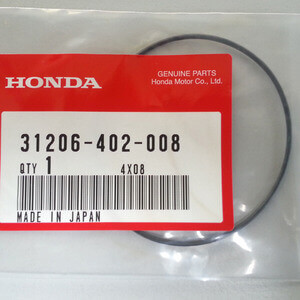 HONDA
GENUINE PARTS
Honda Motor Co., Ltd.
31206-402-008
QTY 1 4X08
MADE IN JAPAN